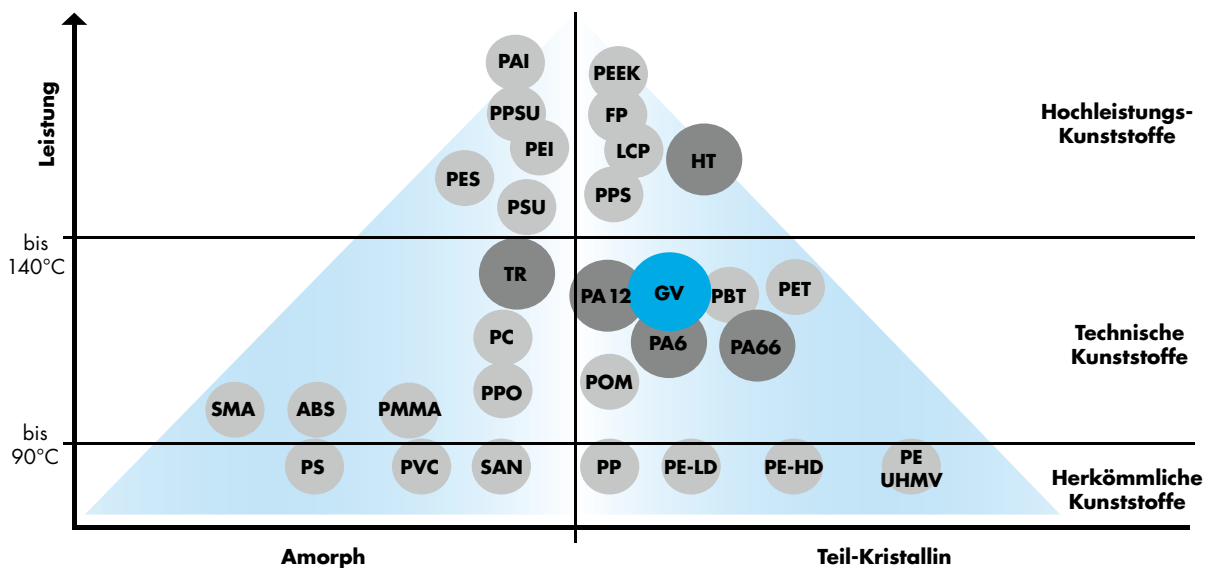 Leistung
bis
140°C
bis
90°C
PAI
PPSU
PEI
PES
PSU
PEEK
FP
LCP
HT
PPS
Hochleistungs-
Kunststoffe
TR
PC
PPO
SMA
ABS
PMMA
PA 12
GV
PBT
PET
PA6
PA66
POM
Technische
Kunststoffe
PS
PVC
SAN
PP
PE-LD
PE-HD
PE
UHMV
Herkömmliche
Kunststoffe
Amorph
Teil-Kristallin